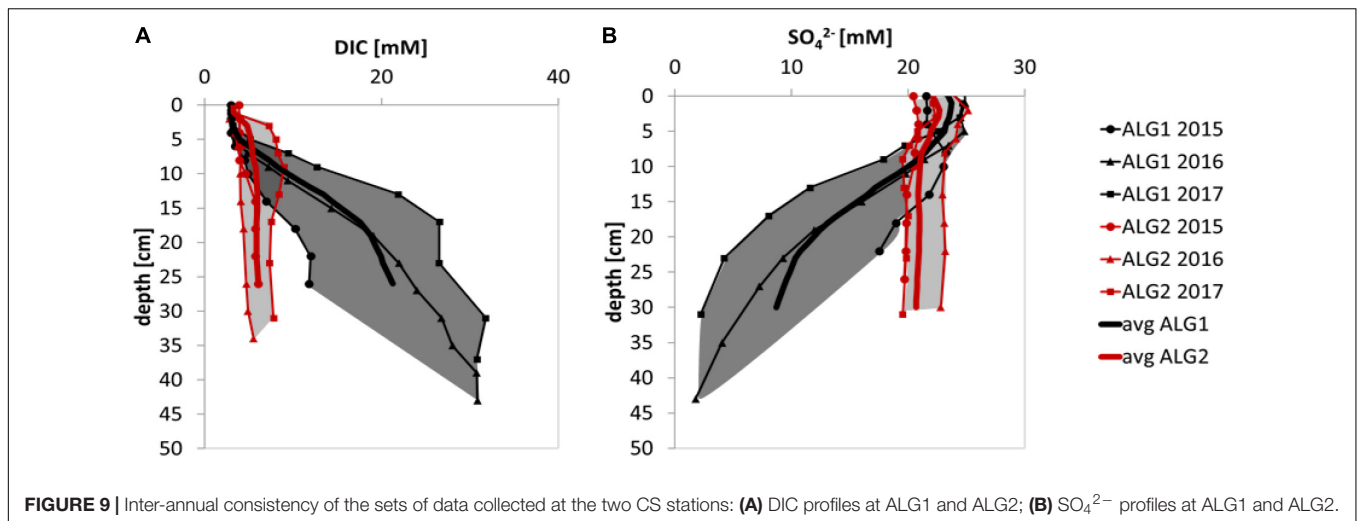 A
DIC [mM]
0 20 40
0
5
10
15
20
25
30
35
40
45
50
depth [cm]
B
SO₄²⁻ [mM]
0 10 20 30
0
5
10
15
20
25
30
35
40
45
50
depth [cm]
ALG1 2015
ALG1 2016
ALG1 2017
ALG2 2015
ALG2 2016
ALG2 2017
avg ALG1
avg ALG2
FIGURE 9 | Inter-annual consistency of the sets of data collected at the two CS stations: (A) DIC profiles at ALG1 and ALG2; (B) SO₄²⁻ profiles at ALG1 and ALG2.